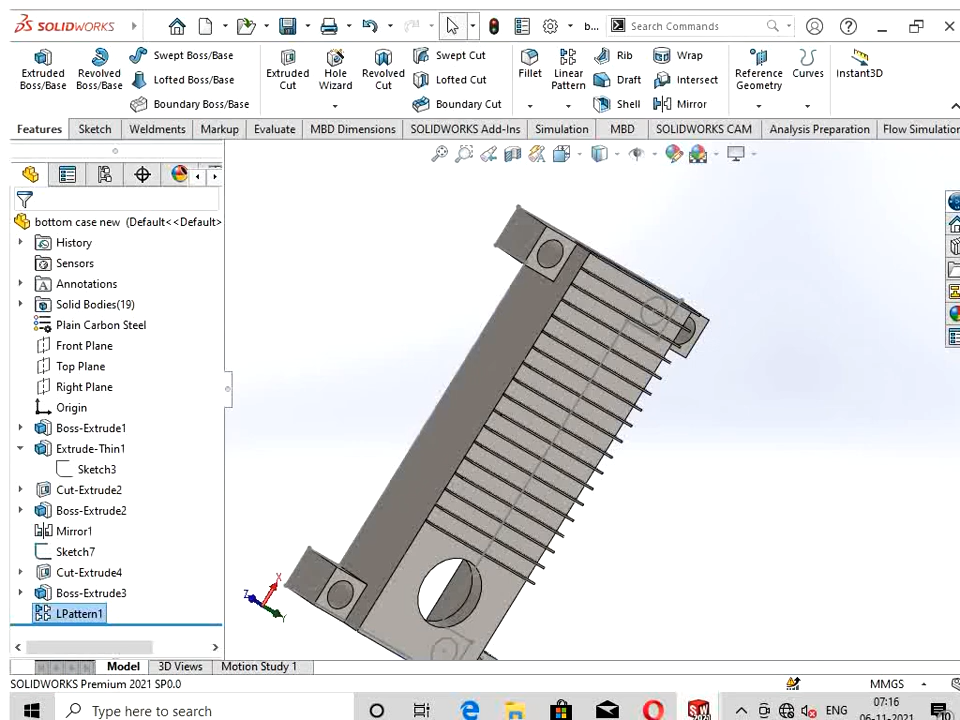 SOLIDWORKS b... Search Commands
Extruded Boss/Base Revolved Boss/Base Swept Boss/Base Lofted Boss/Base Boundary Boss/Base Extruded Cut Hole Wizard Revolved Cut Swept Cut Lofted Cut Boundary Cut Fillet Linear Pattern Rib Draft Shell Wrap Intersect Mirror Reference Geometry Curves Instant3D
Features Sketch Weldments Markup Evaluate MBD Dimensions SOLIDWORKS Add-Ins Simulation MBD SOLIDWORKS CAM Analysis Preparation Flow Simulation
bottom case new (Default<<Default>
History
Sensors
Annotations
Solid Bodies(19)
Plain Carbon Steel
Front Plane
Top Plane
Right Plane
Origin
Boss-Extrude1
Extrude-Thin1
Sketch3
Cut-Extrude2
Boss-Extrude2
Mirror1
Sketch7
Cut-Extrude4
Boss-Extrude3
LPattern1
X
Z
Y
Model 3D Views Motion Study 1
SOLIDWORKS Premium 2021 SP0.0 MMGS
Type here to search ENG 07:16
06-11-2021